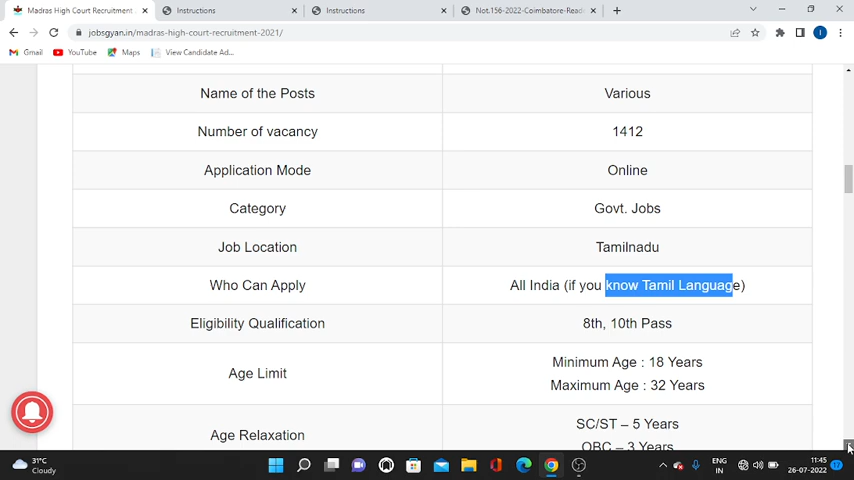 Madras High Court Recruitment
Instructions
Instructions
Not.156-2022-Coimbatore-Read
jobsgyan.in/madras-high-court-recruitment-2021/
I
Gmail
YouTube
Maps
View Candidate Ad...
Name of the Posts
Various
Number of vacancy
1412
Application Mode
Online
Category
Govt. Jobs
Job Location
Tamilnadu
Who Can Apply
All India (if you know Tamil Language)
Eligibility Qualification
8th, 10th Pass
Age Limit
Minimum Age : 18 Years
Maximum Age : 32 Years
Age Relaxation
SC/ST – 5 Years
OBC – 3 Years
31°C
Cloudy
ENG
IN
11:45
26-07-2022
17